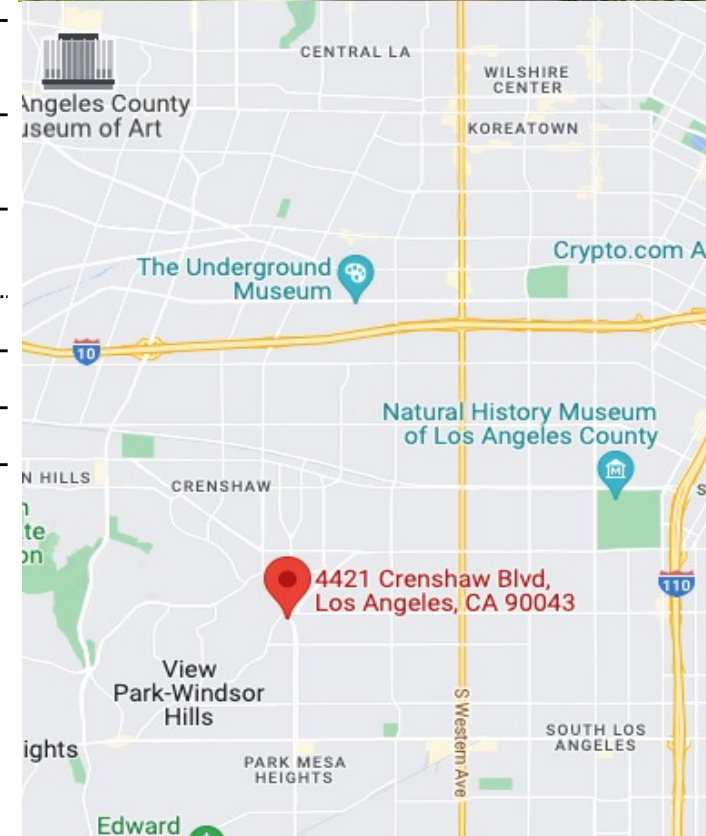 CENTRAL LA
WILSHIRE
CENTER
Angeles County
useum of Art
KOREATOWN
Crypto.com A
The Underground
Museum
10
Natural History Museum
of Los Angeles County
N HILLS
CRENSHAW
S
n
te
on
4421 Crenshaw Blvd,
Los Angeles, CA 90043
110
View
Park-Windsor
Hills
S Western Ave
SOUTH LOS
ANGELES
ights
PARK MESA
HEIGHTS
Edward